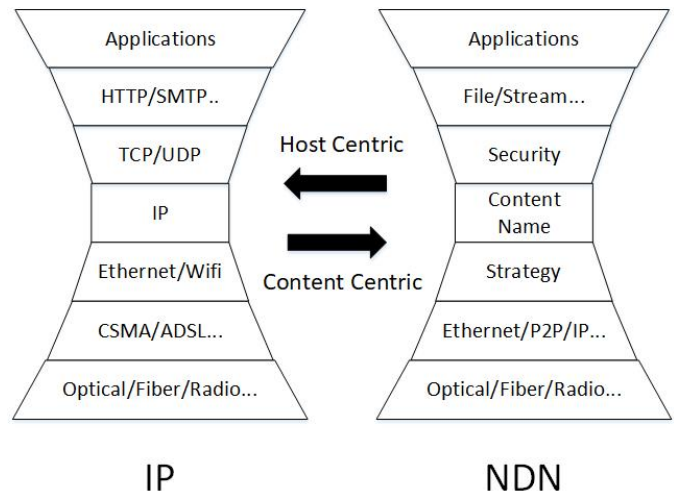 Applications
HTTP/SMTP..
TCP/UDP
IP
Ethernet/Wifi
CSMA/ADSL...
Optical/Fiber/Radio...
IP
Host Centric
Content Centric
Applications
File/Stream...
Security
Content
Name
Strategy
Ethernet/P2P/IP...
Optical/Fiber/Radio...
NDN